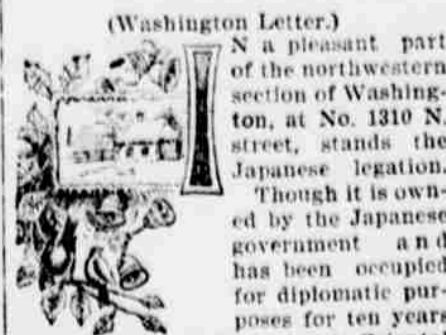 (Washington Letter.)
IN a pleasant part
of the northwestern
section of Washing-
ton, at No. 1310 N.
street, stands the
Japanese legation.
Though it is own-
ed by the Japanese
government and
has been occupied
for diplomatic pur-
poses for ten years